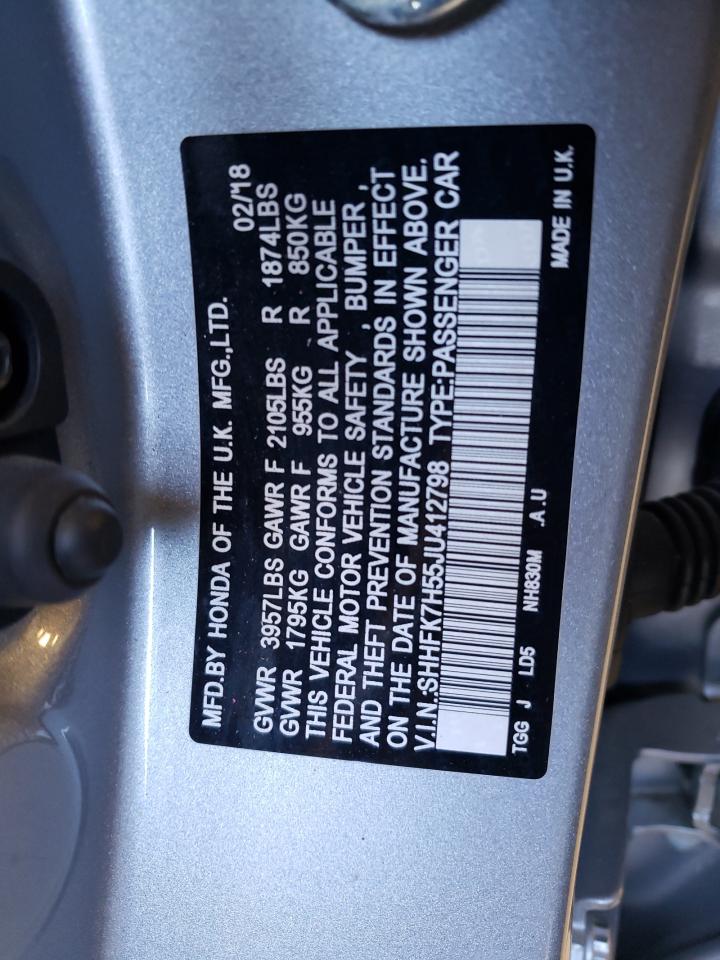 MFD.BY HONDA OF THE U.K. MFG.,LTD. 02/18
GVWR 3957LBS GAWR F 2105LBS R 1874LBS
GVWR 1795KG GAWR F 955KG R 850KG
THIS VEHICLE CONFORMS TO ALL APPLICABLE
FEDERAL MOTOR VEHICLE SAFETY , BUMPER ,
AND THEFT PREVENTION STANDARDS IN EFFECT
ON THE DATE OF MANUFACTURE SHOWN ABOVE.
V.I.N.:SHHFK7H55JU412798 TYPE:PASSENGER CAR
TGG J LD5 NH830M .A.U MADE IN U.K.